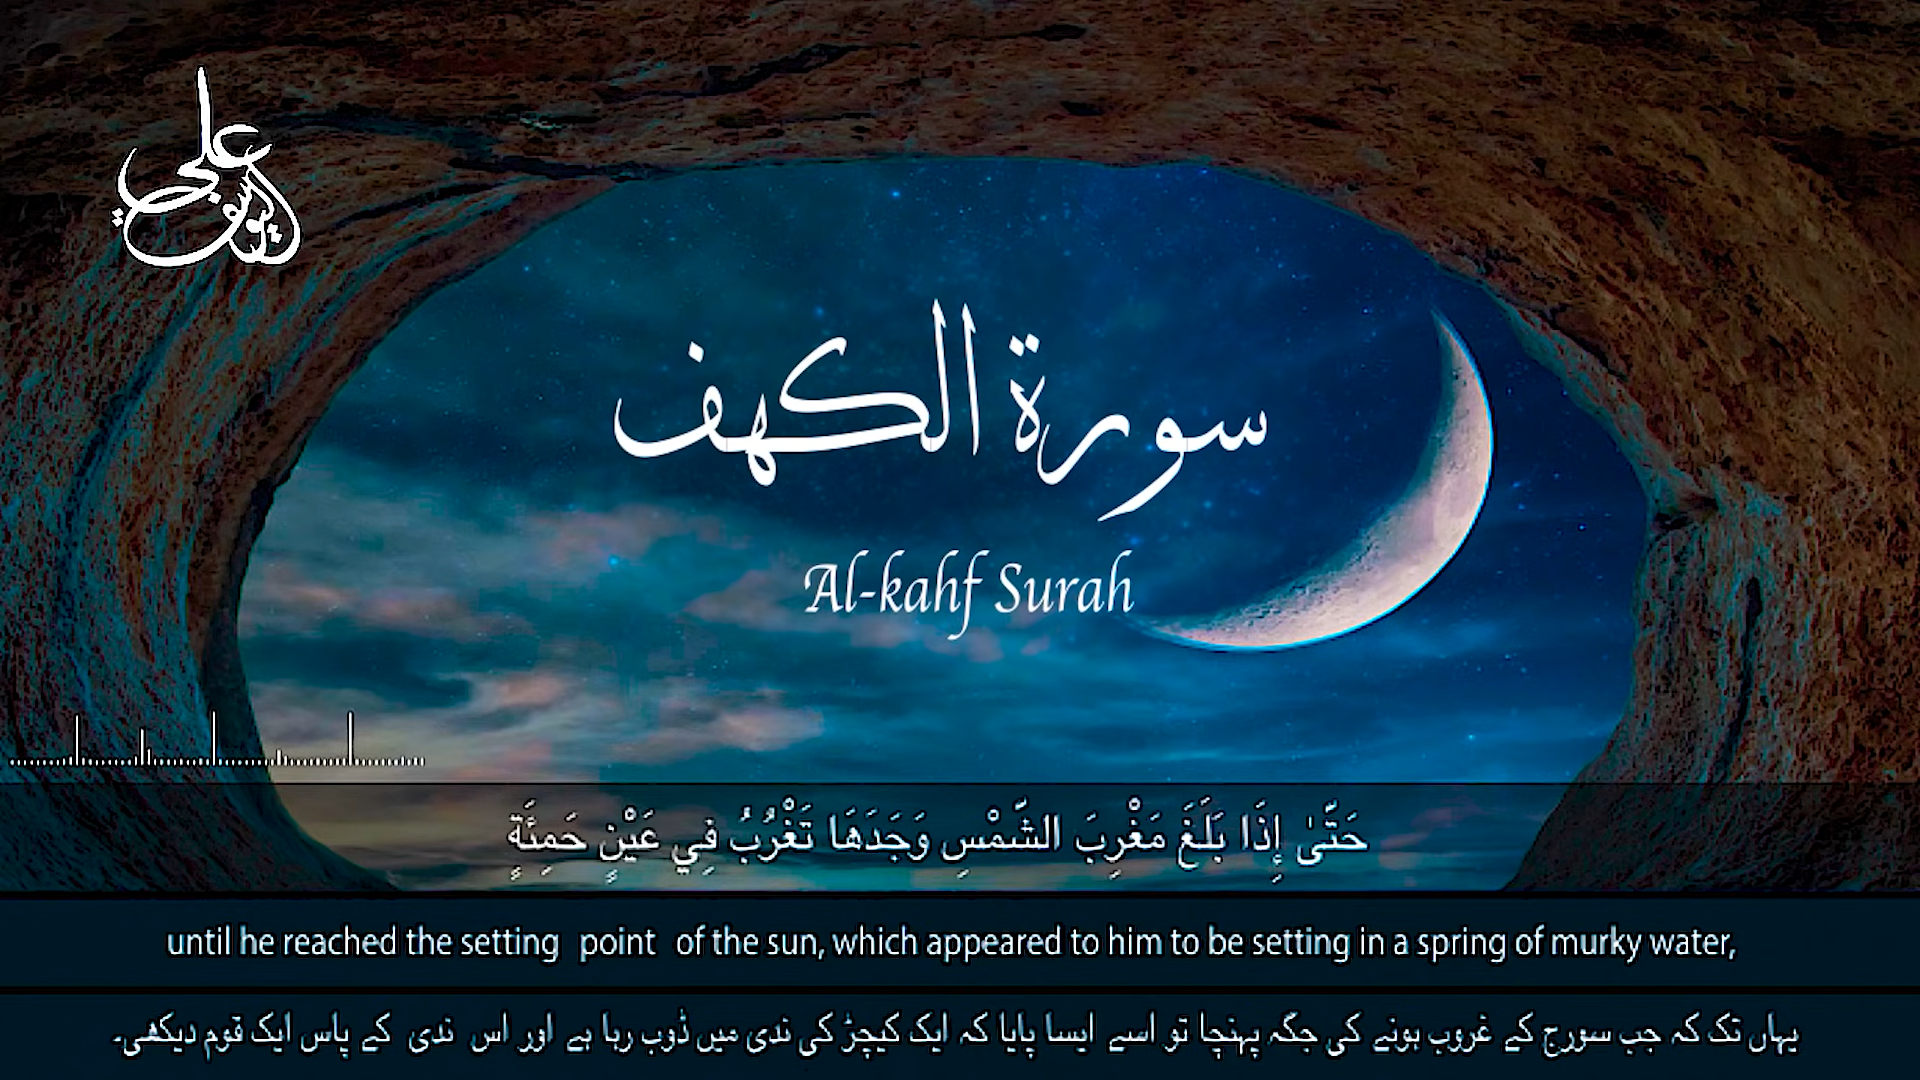 علي اليوسف
سورة الكهف
Al-kahf Surah
حَتَّىٰ إِذَا بَلَغَ مَغْرِبَ الشَّمْسِ وَجَدَهَا تَغْرُبُ فِي عَيْنٍ حَمِئَةٍ
until he reached the setting point of the sun, which appeared to him to be setting in a spring of murky water,
یہاں تک کہ جب سورج کے غروب ہونے کی جگہ پہنچا تو اسے ایسا پایا کہ ایک کیچڑ کی ندی میں ڈوب رہا ہے اور اس ندی کے پاس ایک قوم دیکھی۔